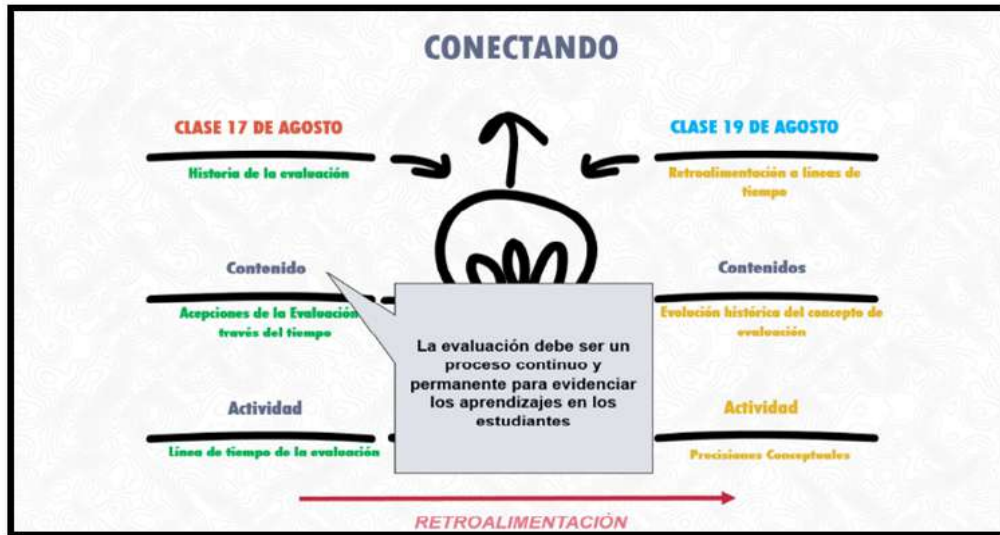 CONECTANDO
CLASE 17 DE AGOSTO
Historia de la evaluación
Contenido
Acepciones de la Evaluación
través del tiempo
Actividad
Línea de tiempo de la evaluación
La evaluación debe ser un
proceso continuo y
permanente para evidenciar
los aprendizajes en los
estudiantes
CLASE 19 DE AGOSTO
Retroalimentación a líneas de
tiempo
Contenidos
Evolución histórica del concepto de
evaluación
Actividad
Precisiones Conceptuales
RETROALIMENTACIÓN